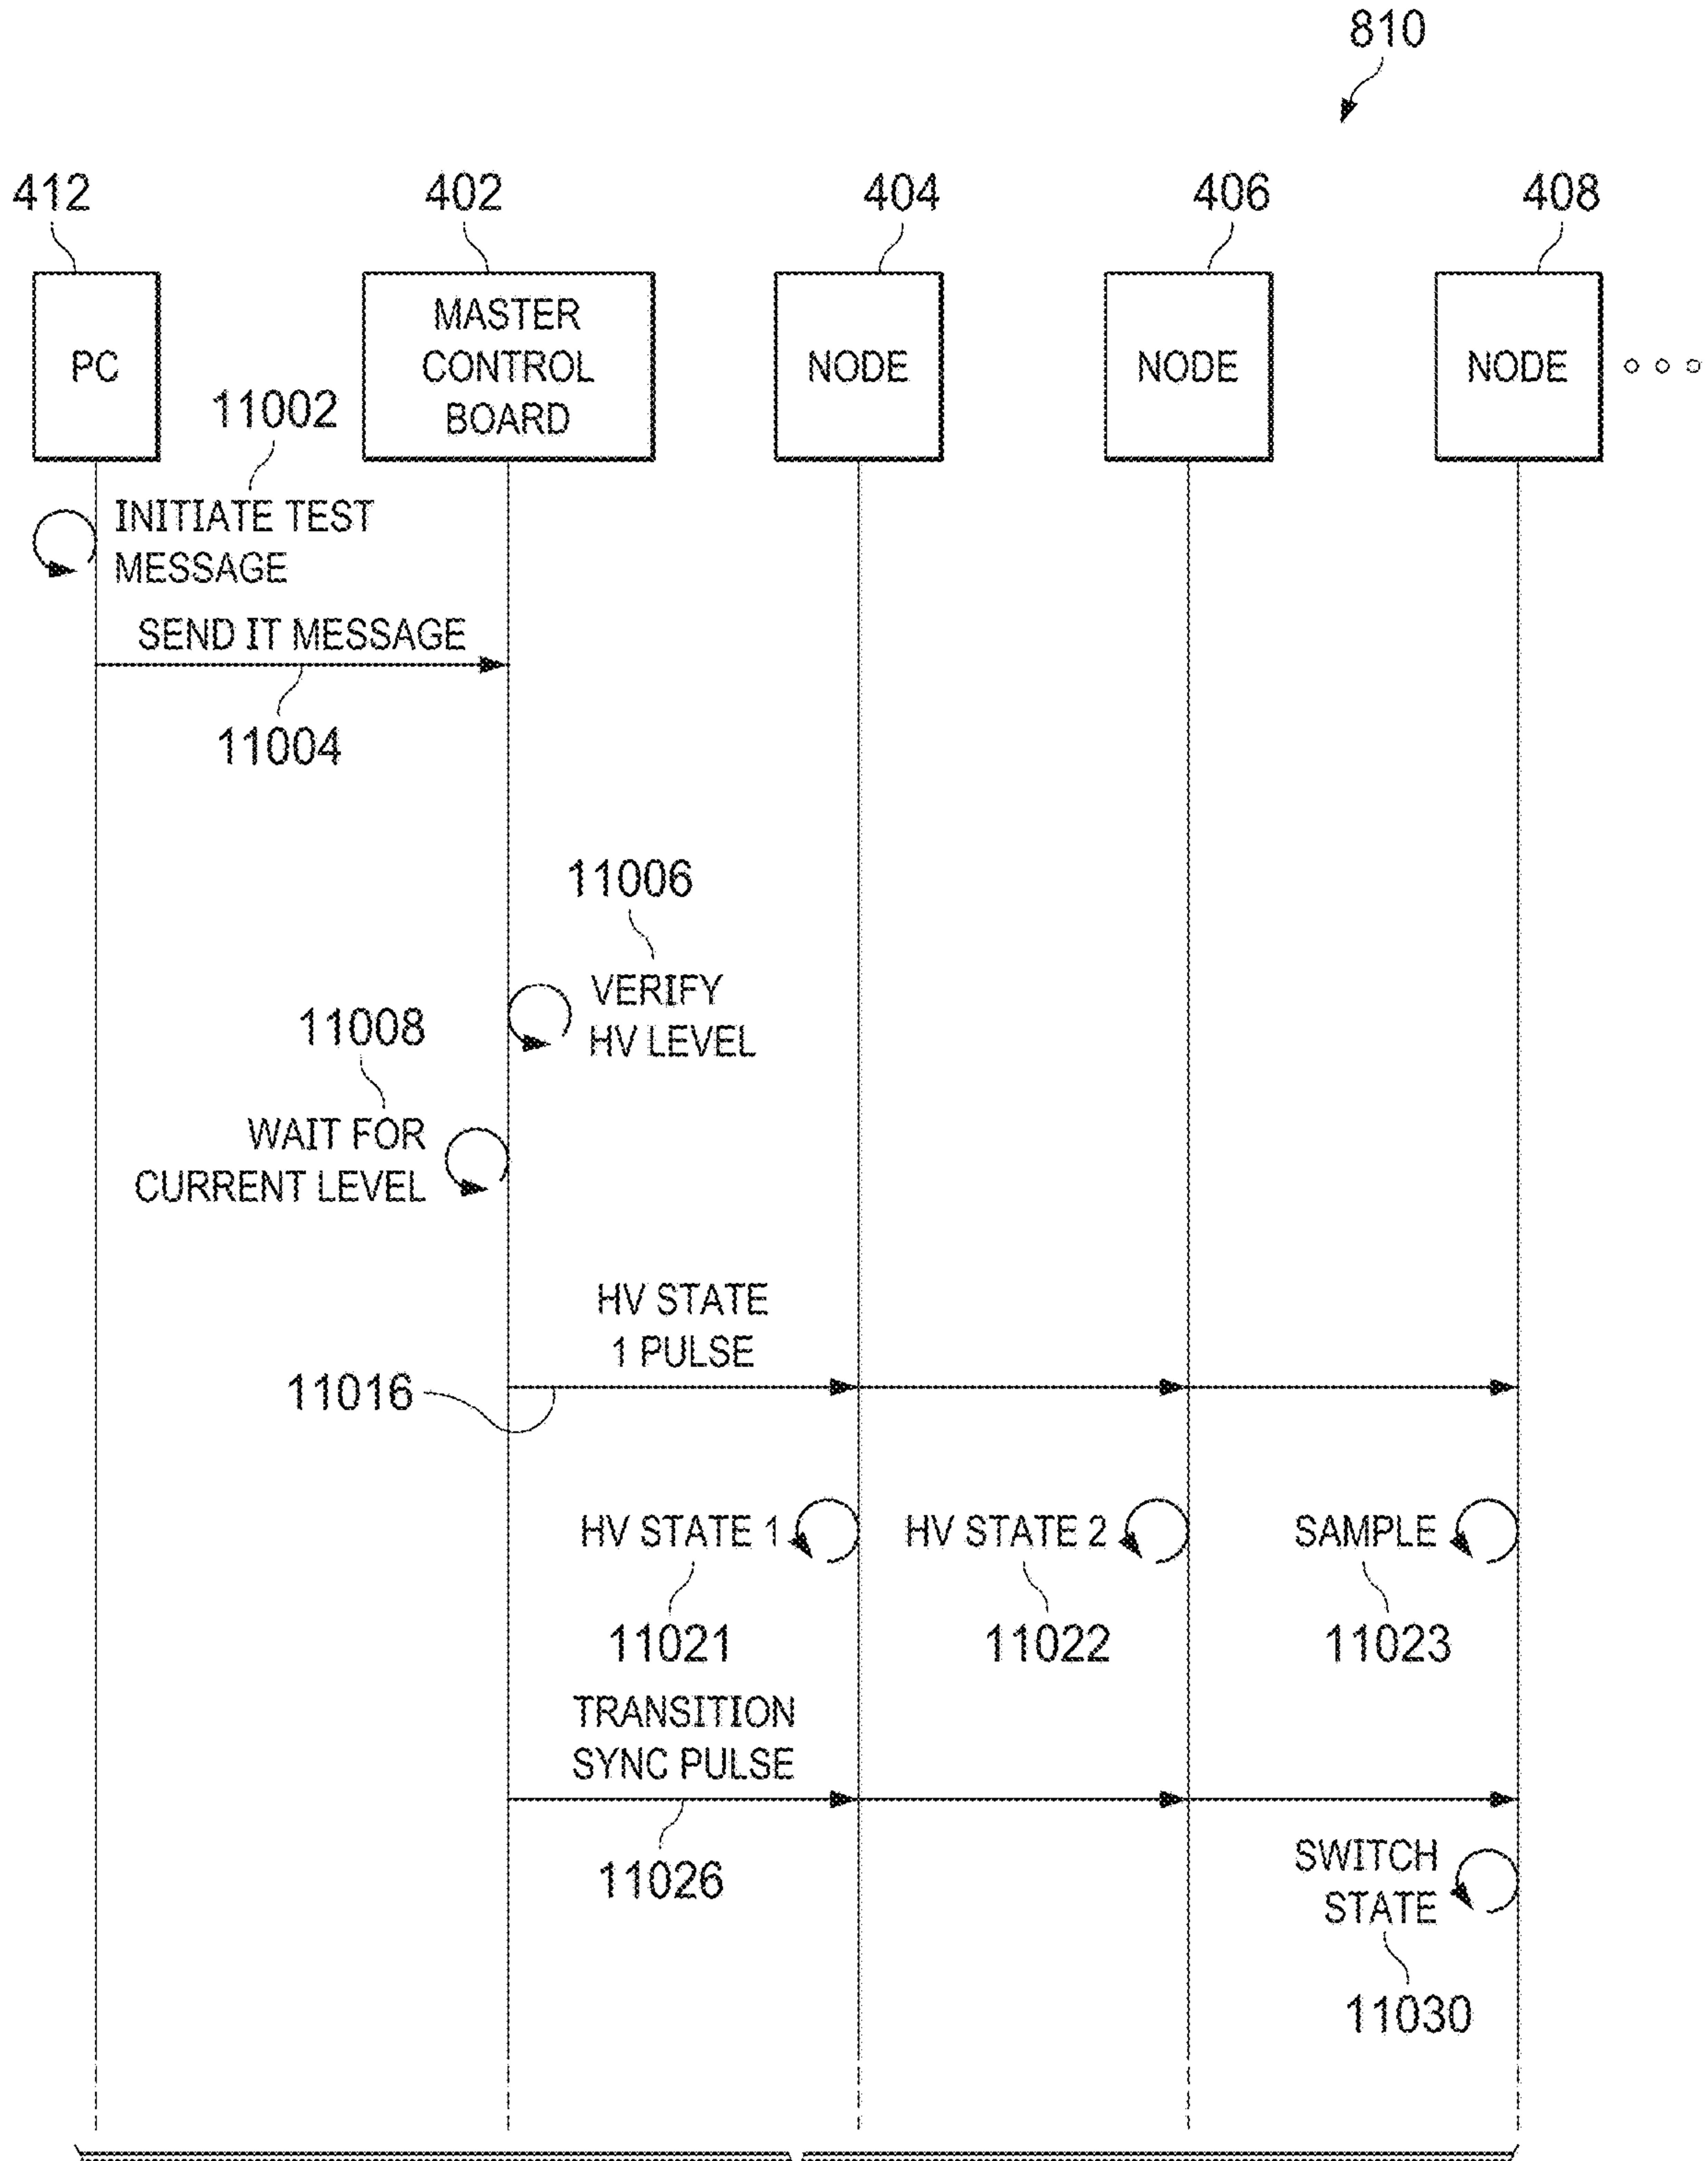 810
412
402
404
406
408
PC
MASTER
CONTROL
BOARD
NODE
NODE
NODE
11002
INITIATE TEST
MESSAGE
SEND IT MESSAGE
11004
11006
VERIFY
HV LEVEL
11008
WAIT FOR
CURRENT LEVEL
HV STATE
1 PULSE
11016
HV STATE 1
HV STATE 2
SAMPLE
11021
11022
11023
TRANSITION
SYNC PULSE
11026
SWITCH
STATE
11030